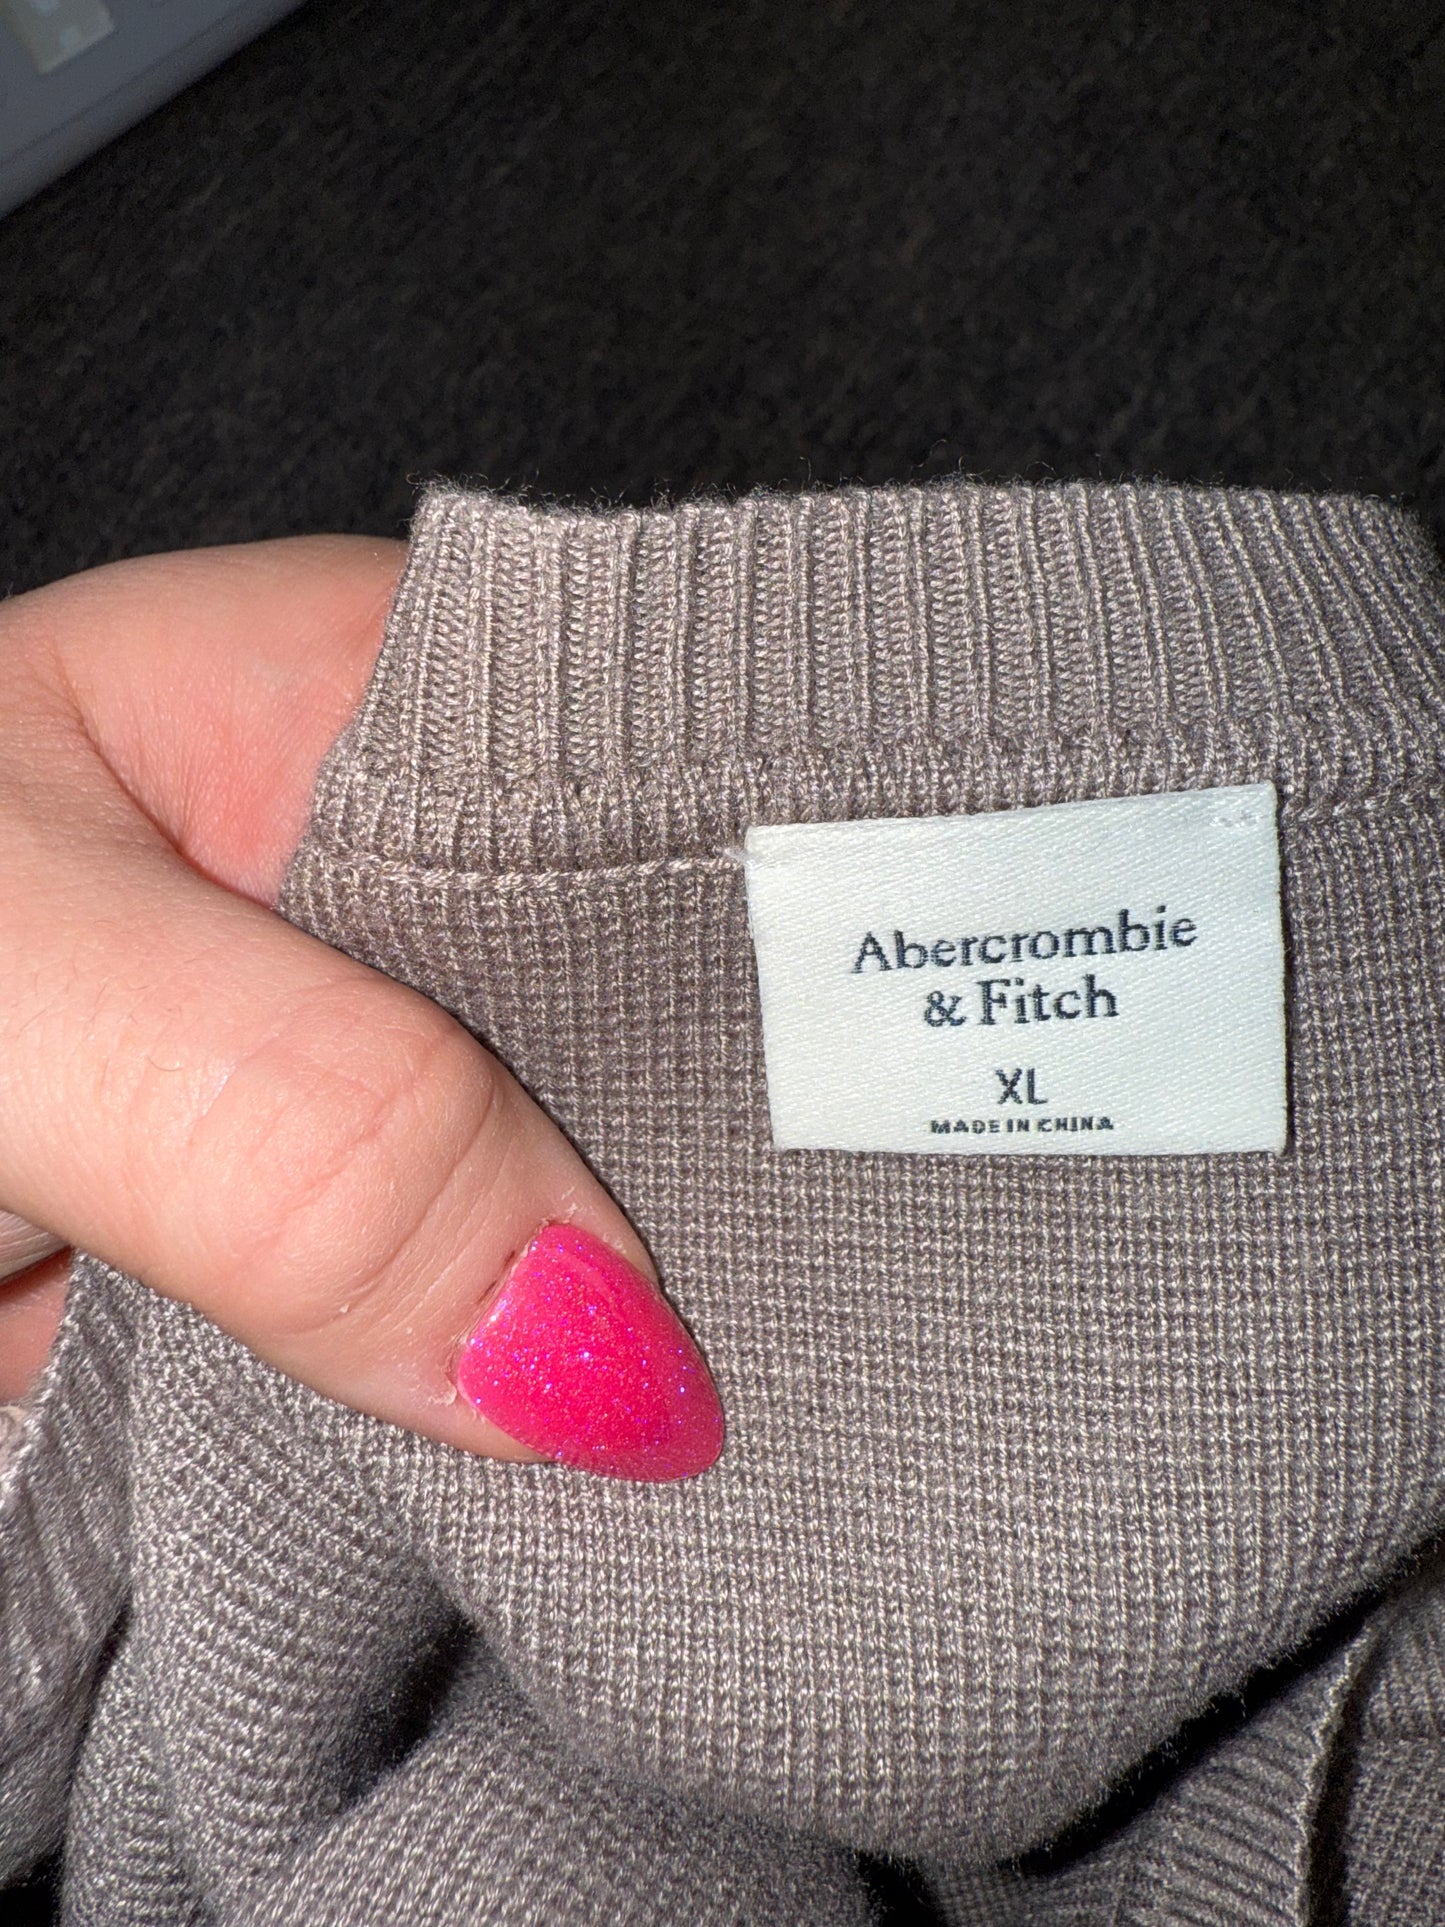 Abercrombie
& Fitch
XL
MADE IN CHINA